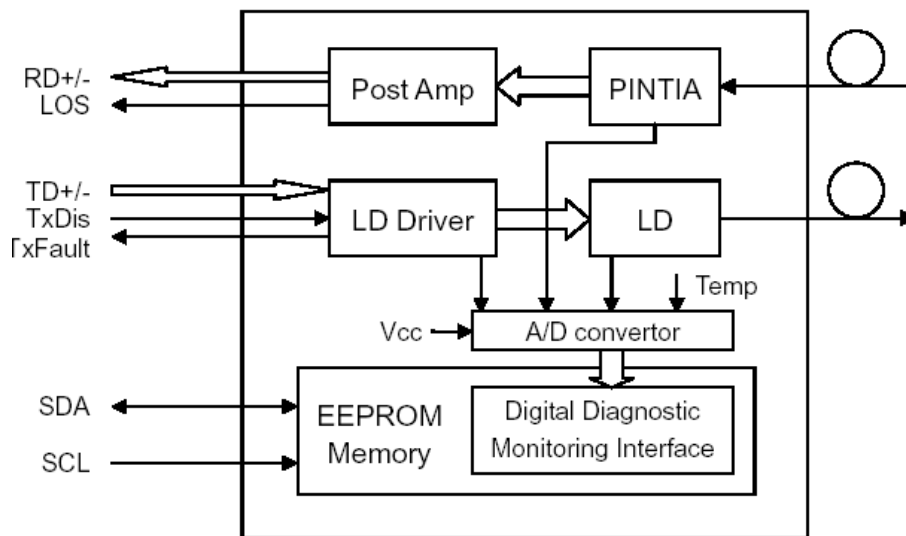 RD+/-
LOS
Post Amp
PINTIA
TD+/-
TxDis
TxFault
LD Driver
LD
Temp
Vcc
A/D convertor
SDA
SCL
EEPROM
Memory
Digital Diagnostic
Monitoring Interface